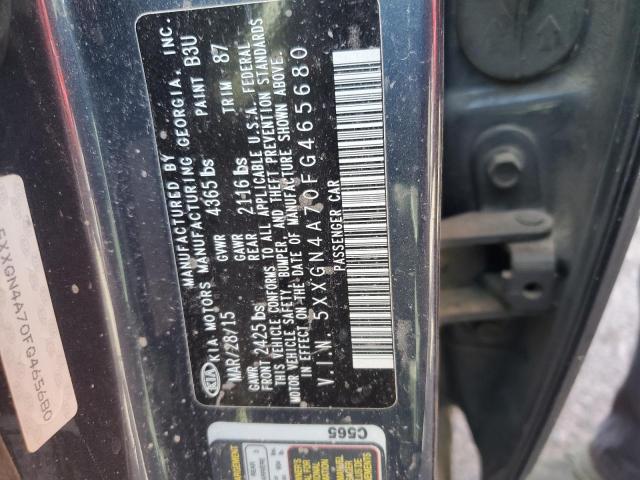 MANUFACTURED BY
KIA MOTORS MANUFACTURING GEORGIA, INC.
MAR/28/15 GVWR 4365 lbs PAINT B3U
GAWR FRONT 2425 lbs GAWR REAR 2116 lbs TRIM 87
THIS VEHICLE CONFORMS TO ALL APPLICABLE U.S.A. FEDERAL
MOTOR VEHICLE SAFETY, BUMPER, AND THEFT PREVENTION STANDARDS
IN EFFECT ON THE DATE OF MANUFACTURE SHOWN ABOVE.
V.I.N. 5XXGN4A70FG465680
PASSENGER CAR
KIA
C565
5XXGN4A70FG465680